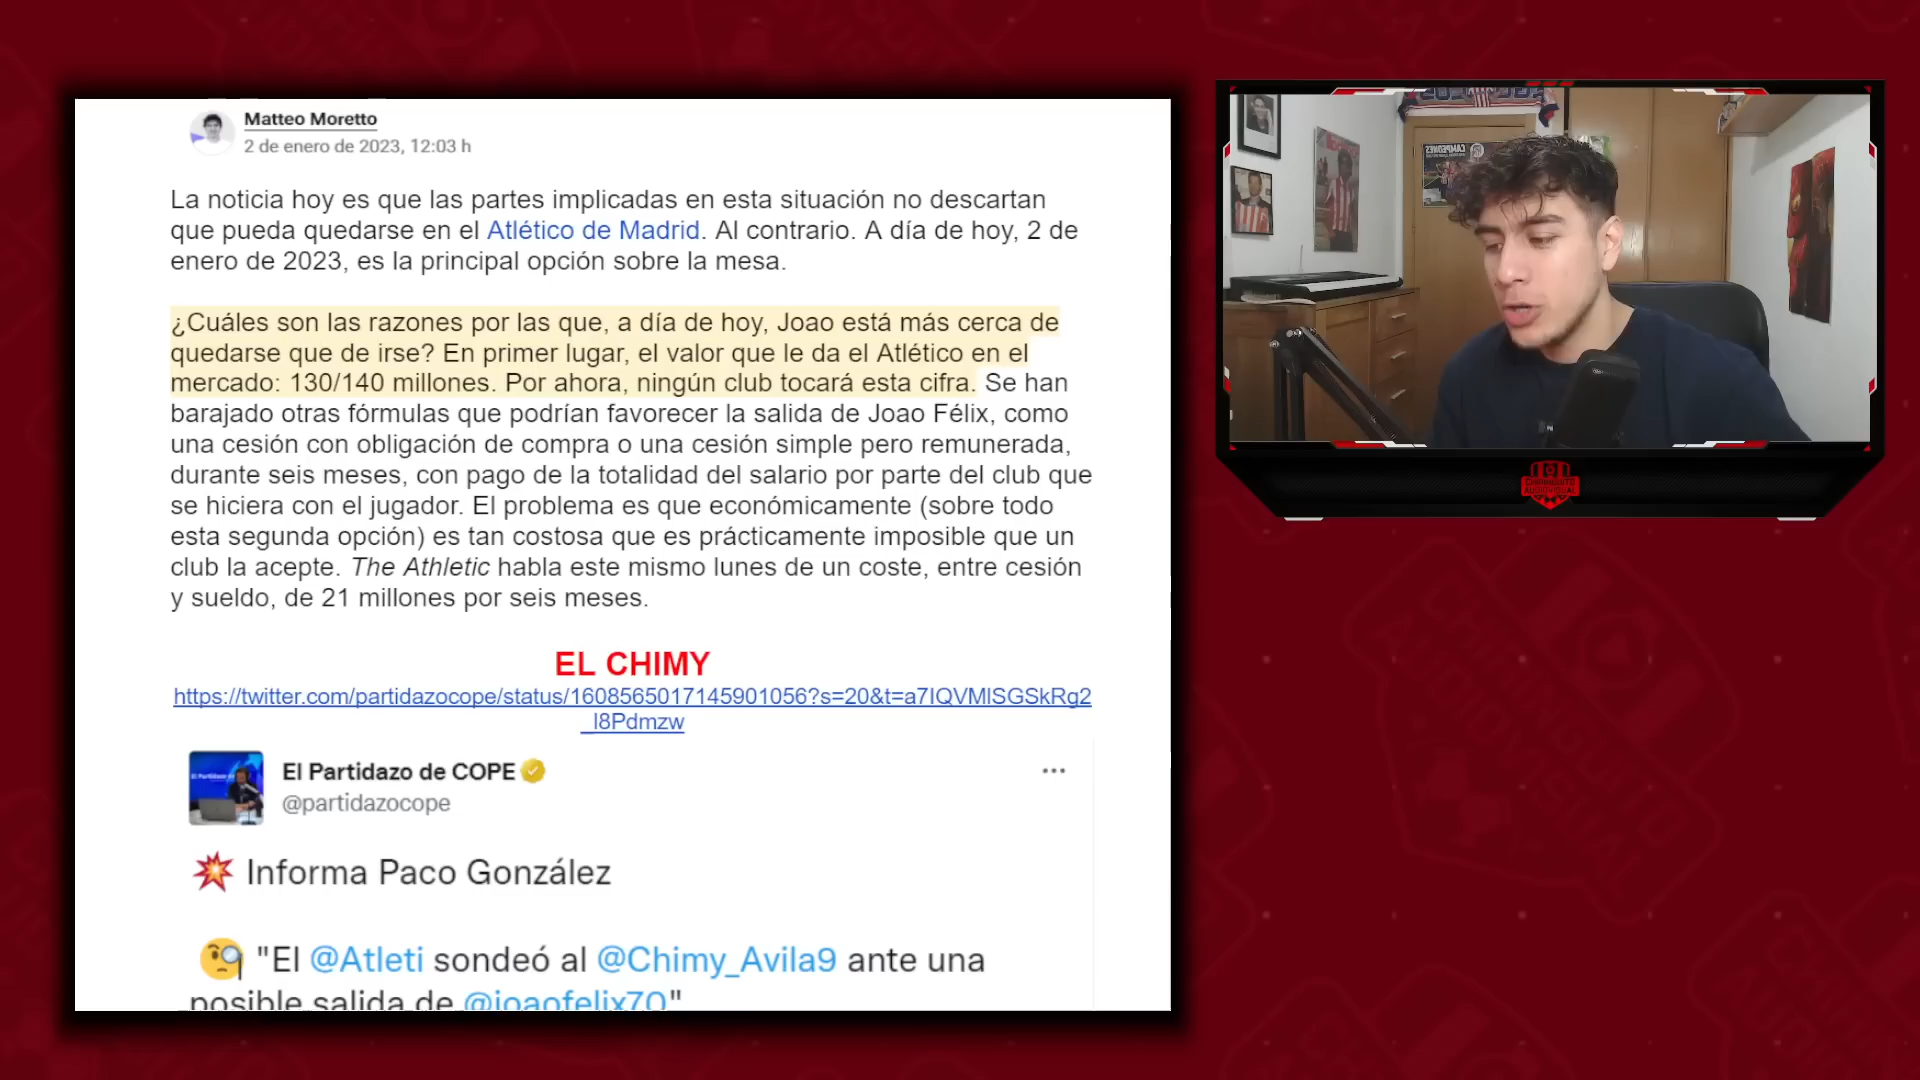 Matteo Moretto
2 de enero de 2023, 12:03 h
La noticia hoy es que las partes implicadas en esta situación no descartan
que pueda quedarse en el Atlético de Madrid. Al contrario. A día de hoy, 2 de
enero de 2023, es la principal opción sobre la mesa.
¿Cuáles son las razones por las que, a día de hoy, Joao está más cerca de
quedarse que de irse? En primer lugar, el valor que le da el Atlético en el
mercado: 130/140 millones. Por ahora, ningún club tocará esta cifra. Se han
barajado otras fórmulas que podrían favorecer la salida de Joao Félix, como
una cesión con obligación de compra o una cesión simple pero remunerada,
durante seis meses, con pago de la totalidad del salario por parte del club que
se hiciera con el jugador. El problema es que económicamente (sobre todo
esta segunda opción) es tan costosa que es prácticamente imposible que un
club la acepte. The Athletic habla este mismo lunes de un coste, entre cesión
y sueldo, de 21 millones por seis meses.
EL CHIMY
https://twitter.com/partidazocope/status/1608565017145901056?s=20&t=a7IQVMlSGSkRg2
_l8Pdmzw
El Partidazo de COPE
@partidazocope
Informa Paco González
"El @Atleti sondeó al @Chimy_Avila9 ante una
posible salida de @joaofelix70"
CAMPEONES
CHIRINGUITO
AUDIOVISUAL